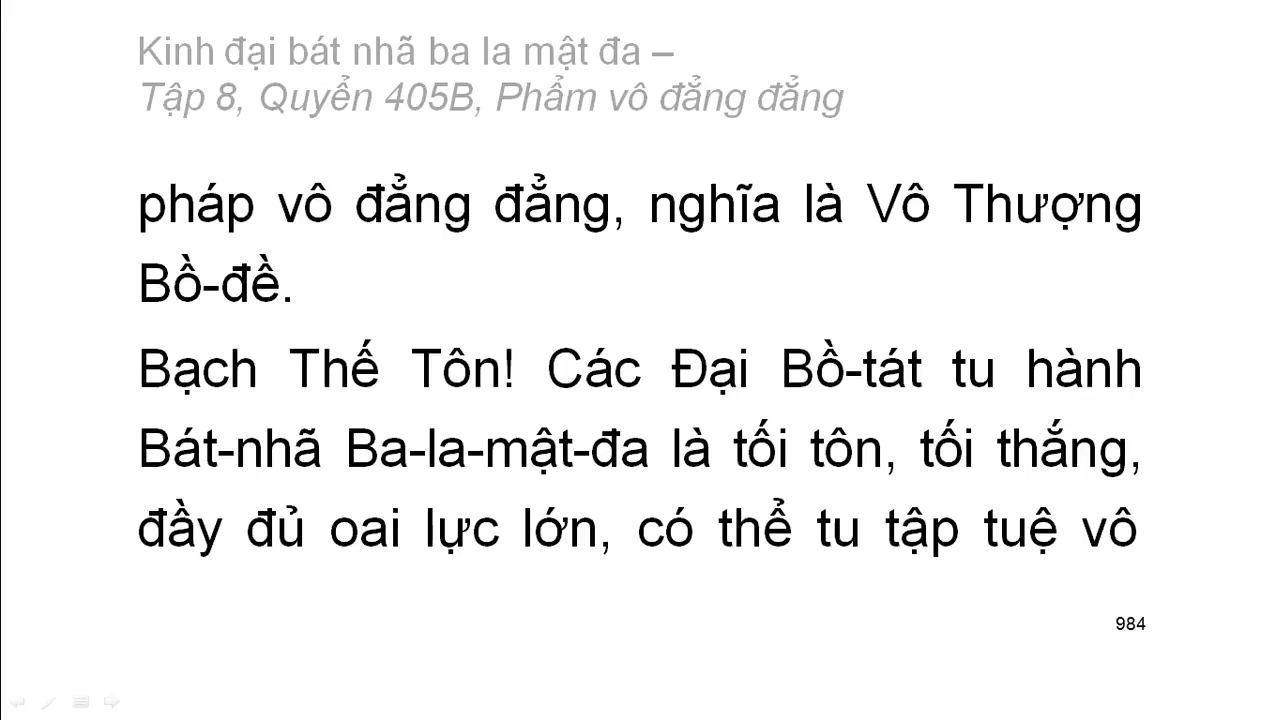 Kinh đại bát nhã ba la mật đa –
Tập 8, Quyển 405B, Phẩm vô đẳng đẳng
pháp vô đẳng đẳng, nghĩa là Vô Thượng
Bồ-đề.
Bạch Thế Tôn! Các Đại Bồ-tát tu hành
Bát-nhã Ba-la-mật-đa là tối tôn, tối thắng,
đầy đủ oai lực lớn, có thể tu tập tuệ vô
984